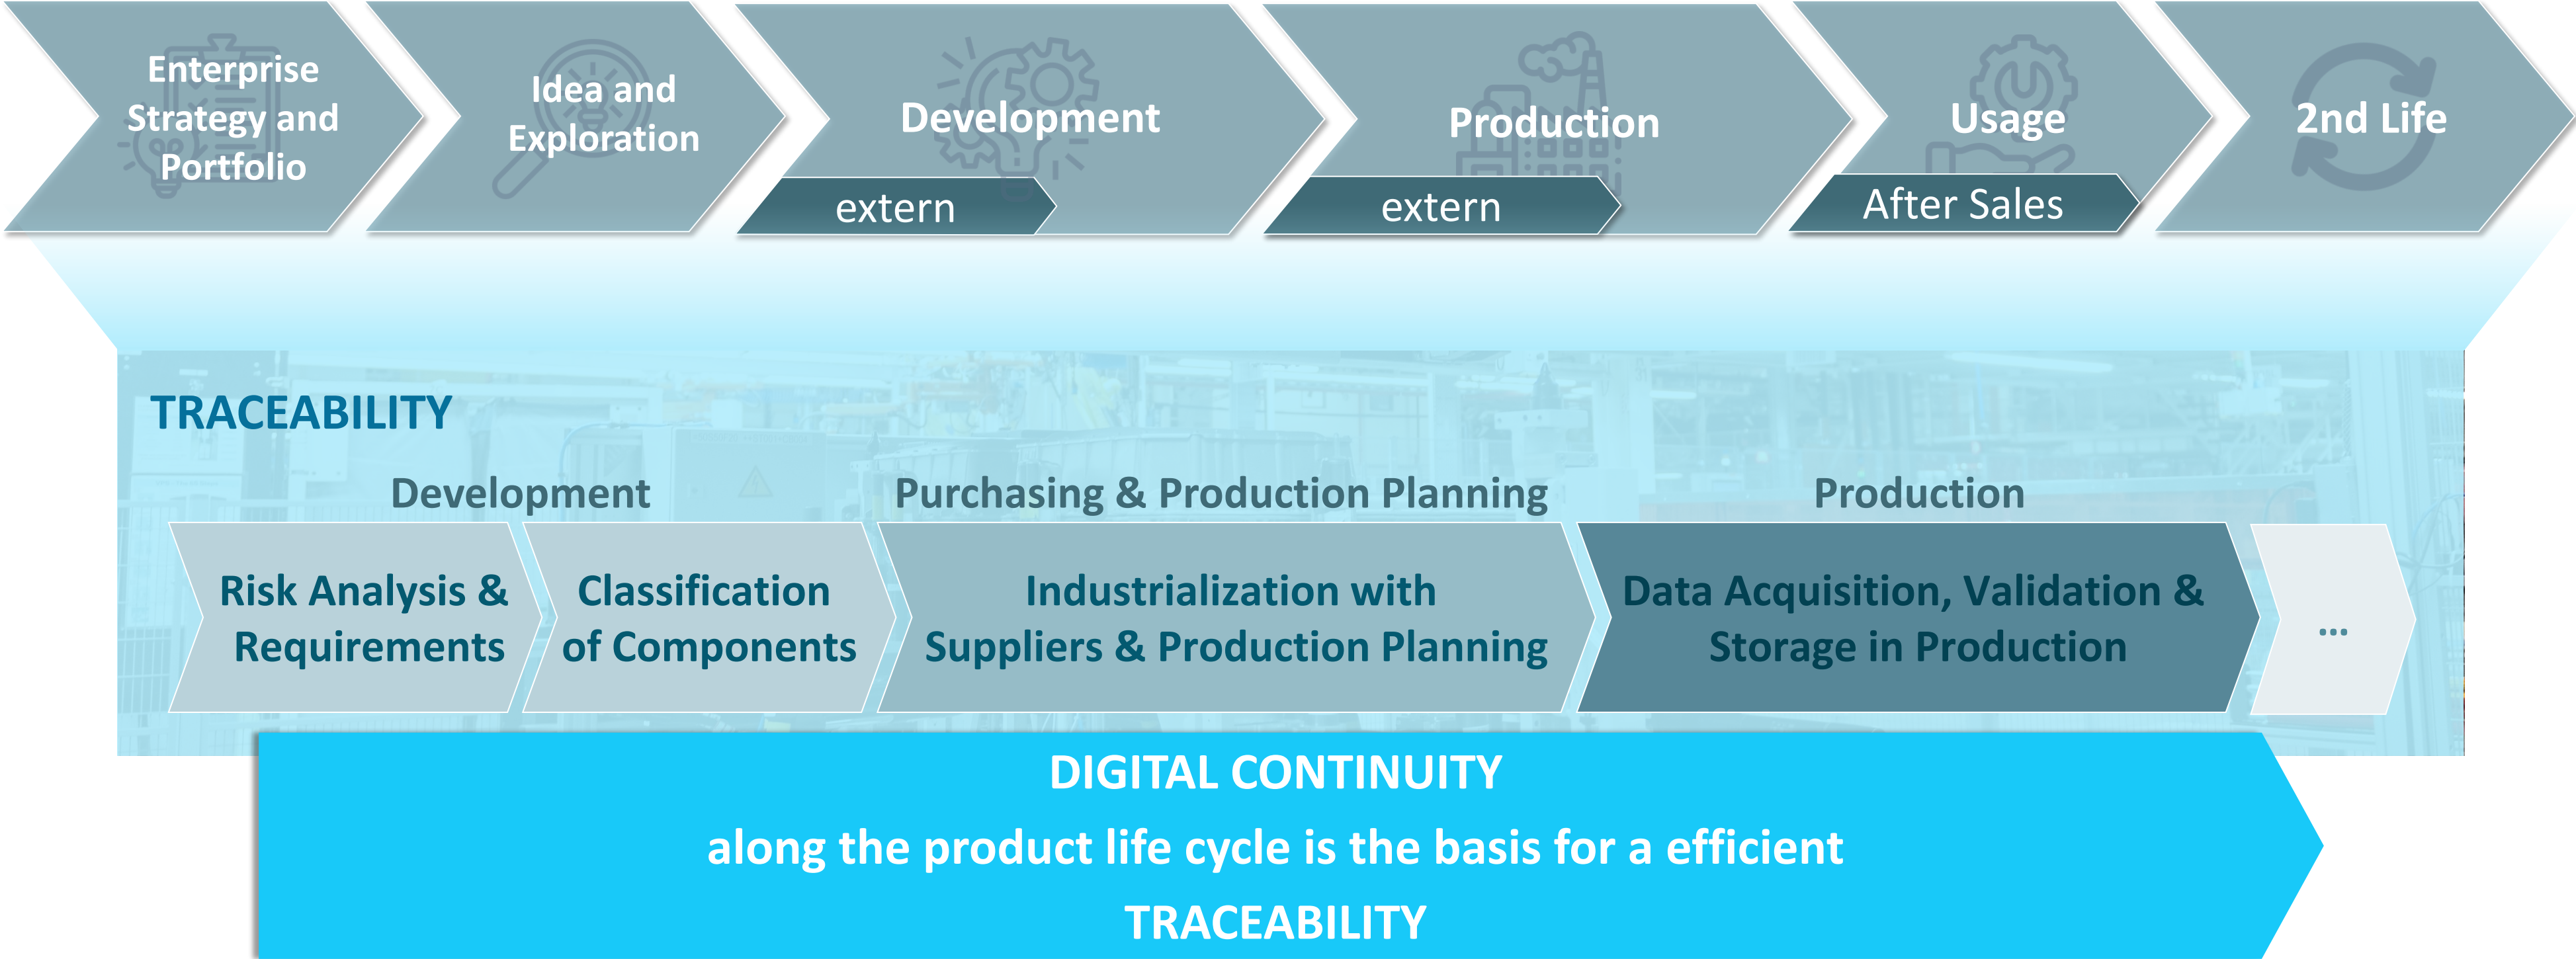 Enterprise
Strategy and
Portfolio
Idea and
Exploration
Development
extern
Production
extern
Usage
After Sales
2nd Life
TRACEABILITY
Development
Purchasing & Production Planning
Production
Risk Analysis &
Requirements
Classification
of Components
Industrialization with
Suppliers & Production Planning
Data Acquisition, Validation &
Storage in Production
...
DIGITAL CONTINUITY
along the product life cycle is the basis for a efficient
TRACEABILITY